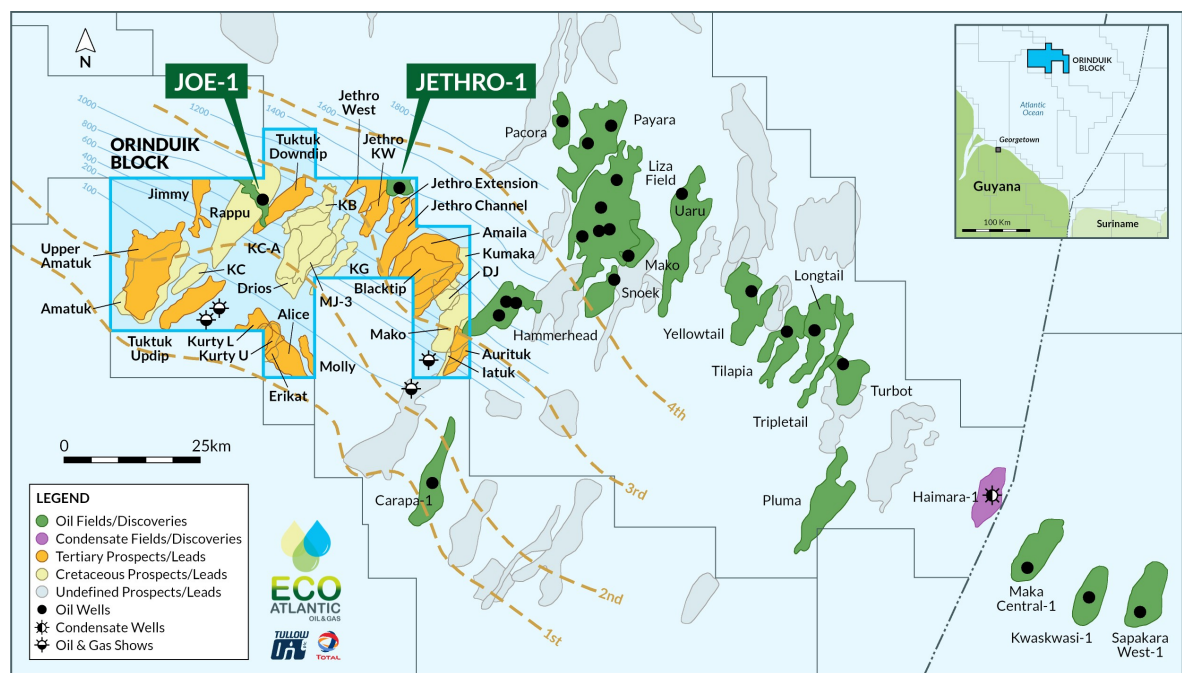 N
JOE-1
JETHRO-1
1000
800
600
400
200
100
1200
1400
1600
1800
ORINDUIK
BLOCK
Jethro
West
Tuktuk
Downdip
Jethro
KW
Jimmy
Rappu
KB
Jethro Extension
Jethro Channel
Upper
Amatuk
KC-A
Amaila
Kumaka
KC
KG
DJ
Drios
Blacktip
MJ-3
Amatuk
Alice
Mako
Tuktuk
Updip
Kurty L
Kurty U
Molly
Aurituk
Iatuk
Erikat
Pacora
Payara
Liza
Field
Uaru
Mako
Snoek
Hammerhead
Longtail
Yellowtail
Tilapia
Turbot
Tripletail
4th
3rd
2nd
1st
Carapa-1
Pluma
Haimara-1
Maka
Central-1
Kwaskwasi-1
Sapakara
West-1
0 25km
LEGEND
Oil Fields/Discoveries
Condensate Fields/Discoveries
Tertiary Prospects/Leads
Cretaceous Prospects/Leads
Undefined Prospects/Leads
Oil Wells
Condensate Wells
Oil & Gas Shows
ECO
ATLANTIC
OIL&GAS
TULLOW
OIL
TOTAL
ORINDUIK
BLOCK
Atlantic
Ocean
Georgetown
Guyana
100 Km
Suriname